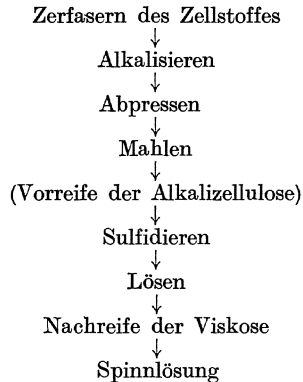 Zerfasern des Zellstoffes
↓
Alkalisieren
↓
Abpressen
↓
Mahlen
↓
(Vorreife der Alkalizellulose)
↓
Sulfidieren
↓
Lösen
↓
Nachreife der Viskose
↓
Spinnlösung